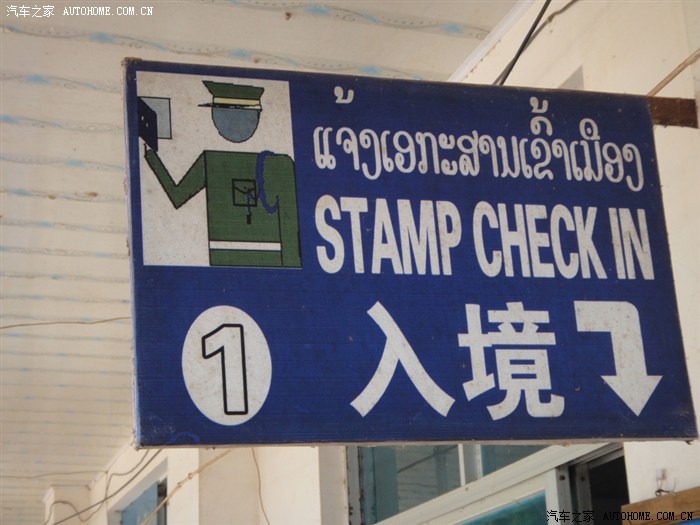 汽车之家 AUTOHOME.COM.CN
ແຈ້ງເອກະສານເຂົ້າເມືອງ
STAMP CHECK IN
1 入境
汽车之家 AUTOHOME.COM.CN